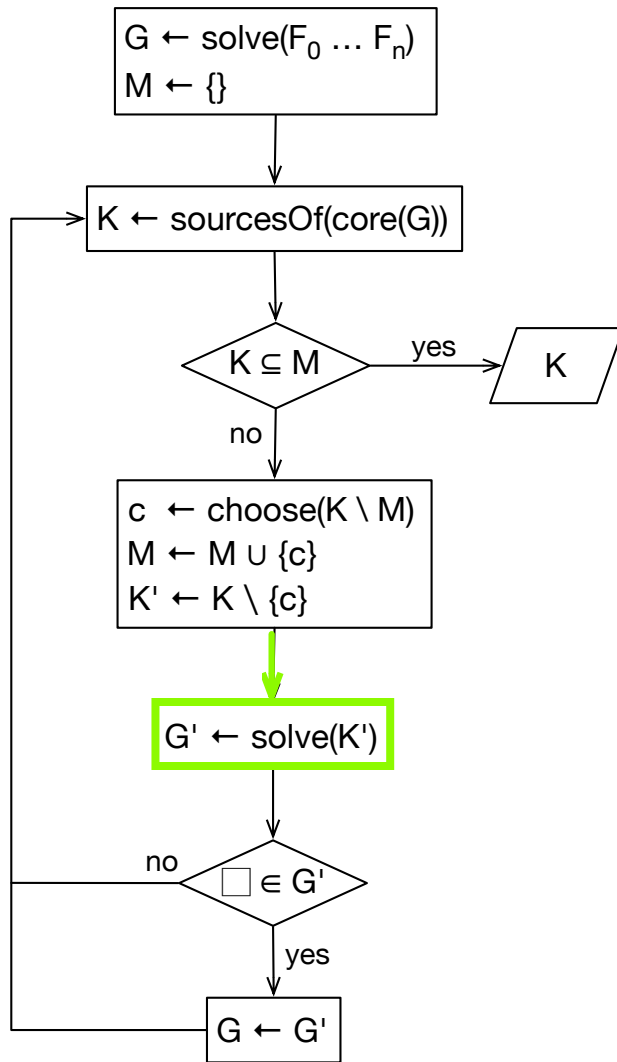 G ← solve(F₀ … Fₙ)
M ← {}
K ← sourcesOf(core(G))
K ⊆ M
yes
K
no
c ← choose(K \ M)
M ← M ∪ {c}
K' ← K \ {c}
G' ← solve(K')
no
□ ∈ G'
yes
G ← G'